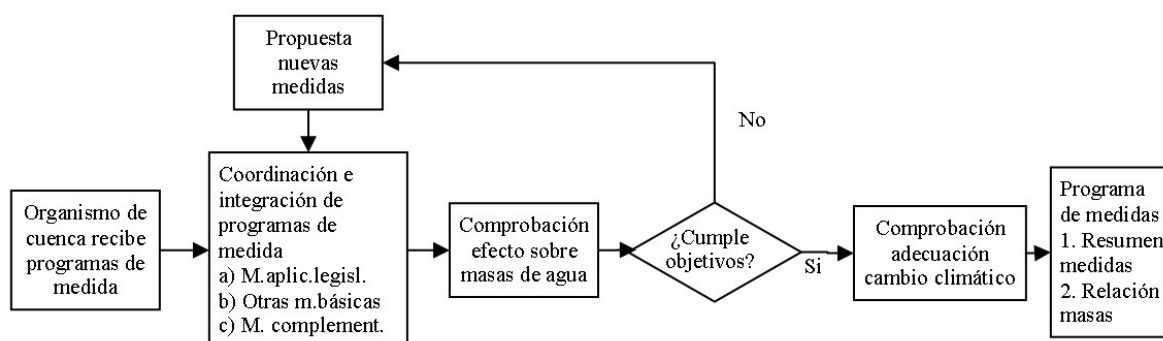 Propuesta
nuevas
medidas
No
Organismo de
cuenca recibe
programas de
medida
Coordinación e
integración de
programas de
medida
a) M.aplic.legisl.
b) Otras m.básicas
c) M. complement.
Comprobación
efecto sobre
masas de agua
¿Cumple
objetivos?
Si
Comprobación
adecuación
cambio climático
Programa
de medidas
1. Resumen
medidas
2. Relación
masas